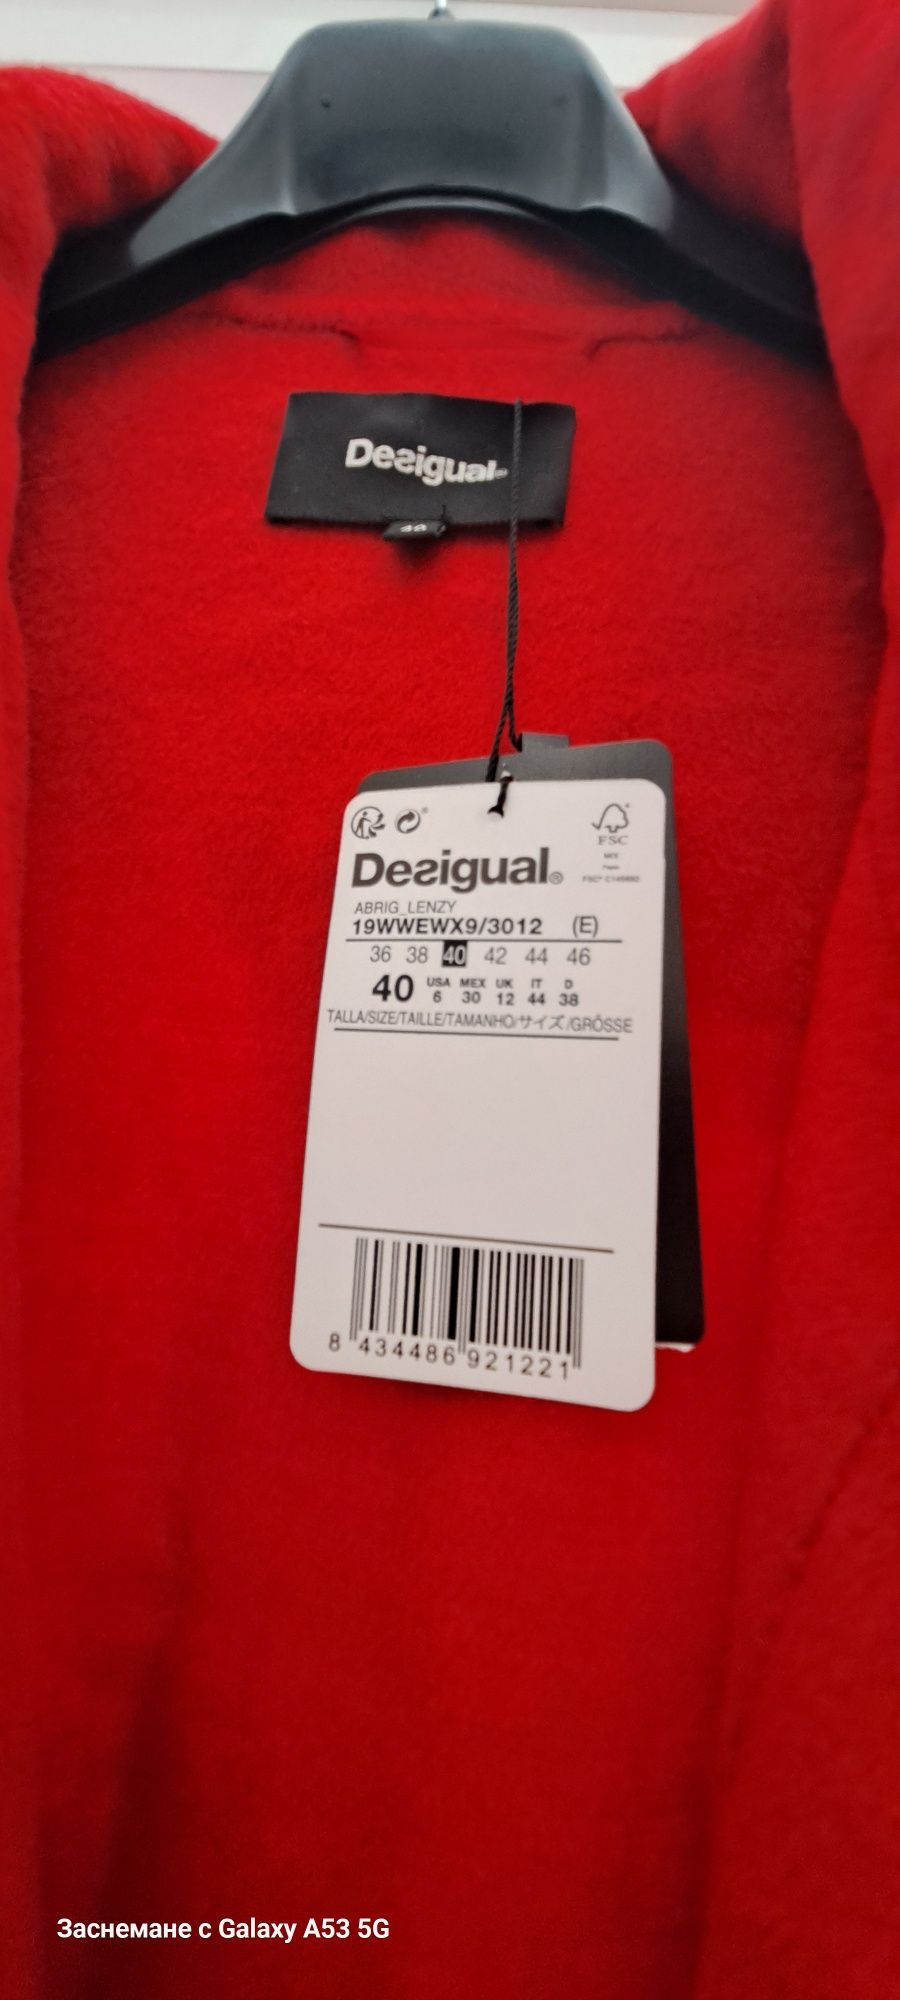 Desigual
Desigual®
FSC
ABRIG_LENZY
19WWEWX9/3012 (E)
36 38 40 42 44 46
40 USA 6 MEX 30 UK 12 IT 44 D 38
TALLA/SIZE/TAILLE/TAMANHO/サイズ/GRÖSSE
8 434486 921221
Заснемане с Galaxy A53 5G